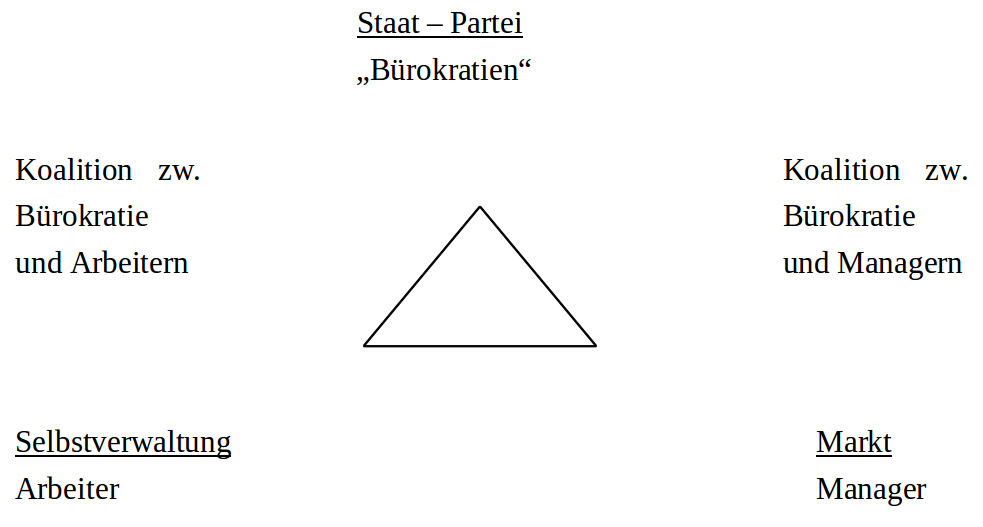 Staat – Partei
„Bürokratien“
Koalition zw.
Bürokratie
und Arbeitern
Koalition zw.
Bürokratie
und Managern
Selbstverwaltung
Arbeiter
Markt
Manager